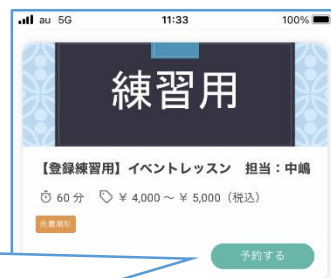 au 5G 11:33 100%
練習用
【登録練習用】イベントレッスン 担当：中嶋
60 分 ¥ 4,000 ～ ¥ 5,000（税込）
先着順制
予約する